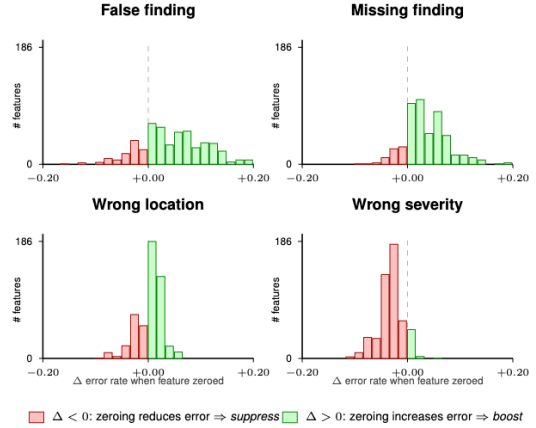 False finding
Missing finding
186
# features
0
−0.20
+0.00
+0.20
186
# features
0
−0.20
+0.00
+0.20
Wrong location
Wrong severity
186
# features
0
−0.20
+0.00
+0.20
Δ error rate when feature zeroed
186
# features
0
−0.20
+0.00
+0.20
Δ error rate when feature zeroed
Δ < 0: zeroing reduces error ⇒ suppress
Δ > 0: zeroing increases error ⇒ boost